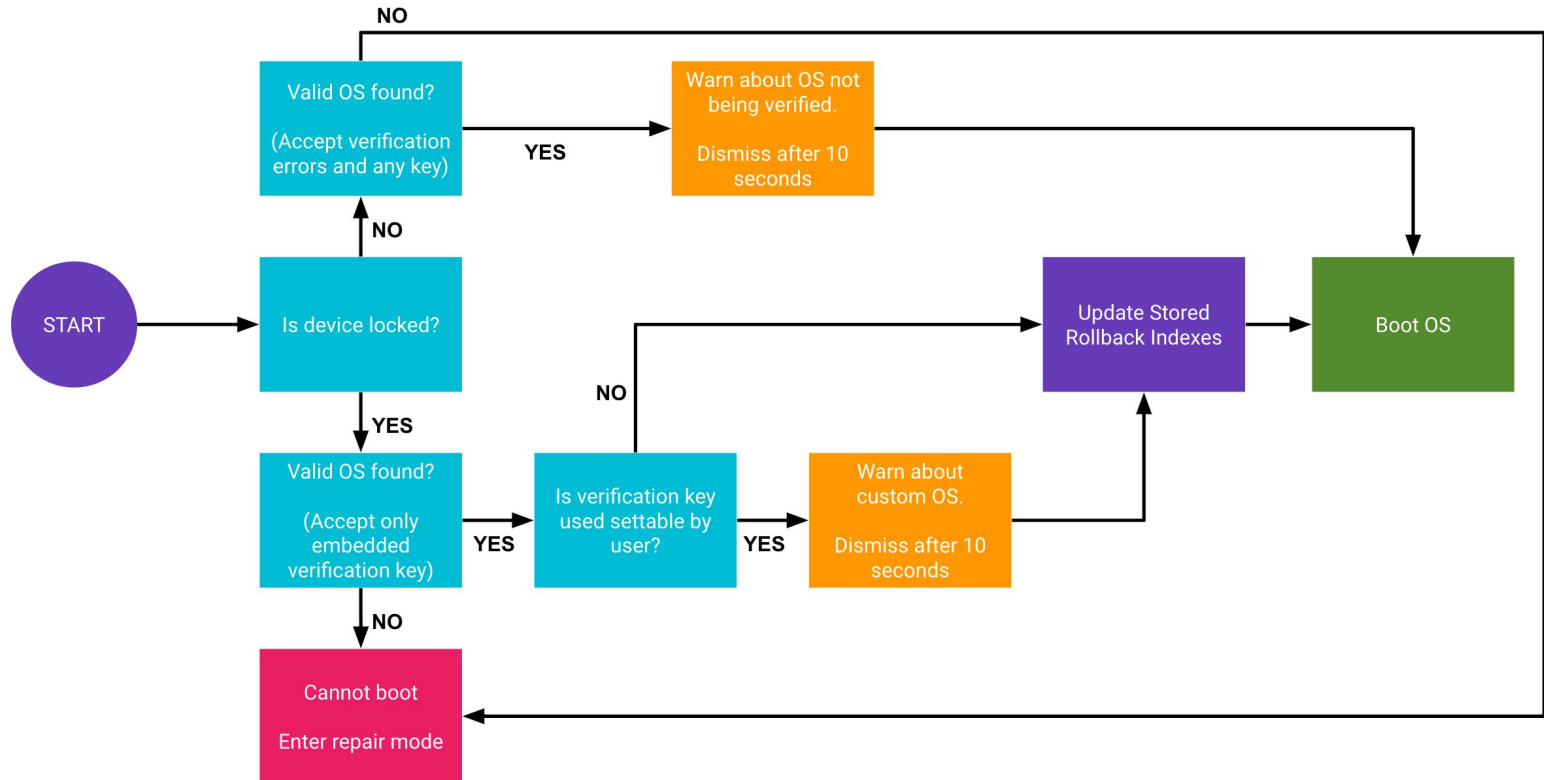 NO
Valid OS found?
(Accept verification
errors and any key)
YES
Warn about OS not
being verified.
Dismiss after 10
seconds
NO
START
Is device locked?
Update Stored
Rollback Indexes
Boot OS
NO
YES
Valid OS found?
(Accept only
embedded
verification key)
YES
Is verification key
used settable by
user?
YES
Warn about
custom OS.
Dismiss after 10
seconds
NO
Cannot boot
Enter repair mode